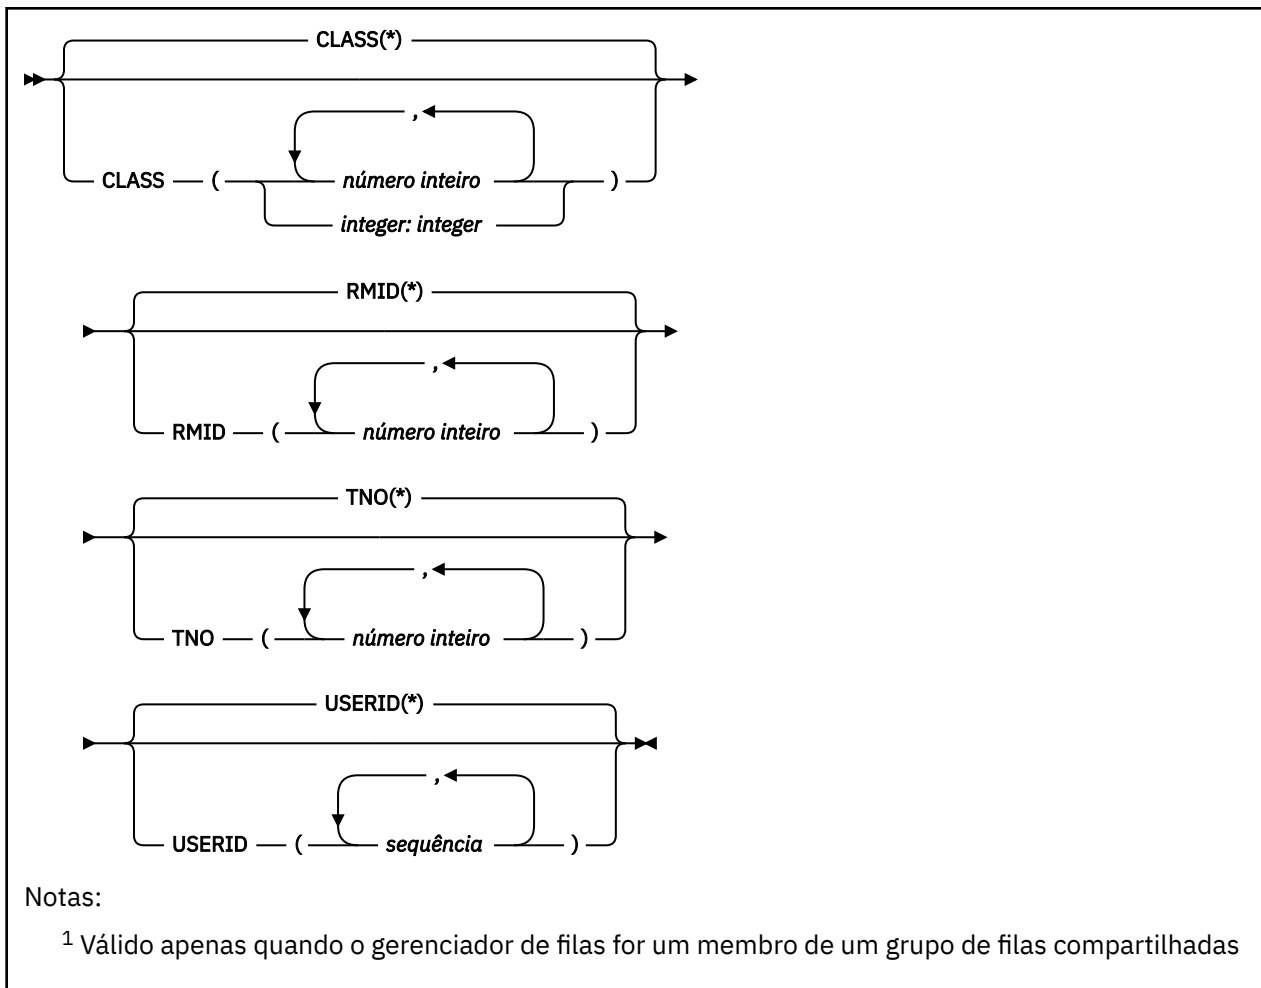 CLASS(*)
,
CLASS ( número inteiro )
integer: integer
RMID(*)
,
RMID ( número inteiro )
TNO(*)
,
TNO ( número inteiro )
USERID(*)
,
USERID ( sequência )
Notas:
1 Válido apenas quando o gerenciador de filas for um membro de um grupo de filas compartilhadas